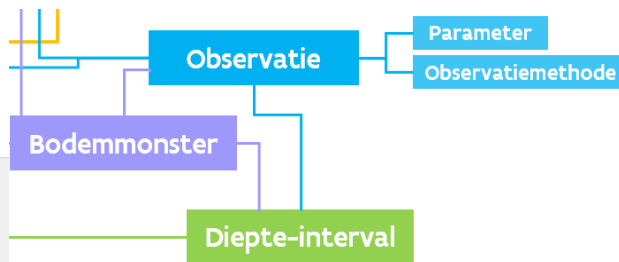 Observatie
Parameter
Observatiemethode
Bodemmonster
Diepte-interval